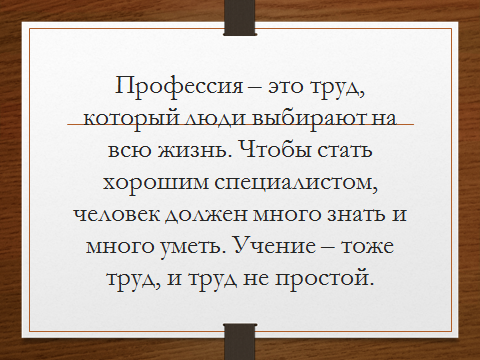 Профессия – это труд,
который люди выбирают на
всю жизнь. Чтобы стать
хорошим специалистом,
человек должен много знать и
много уметь. Учение – тоже
труд, и труд не простой.